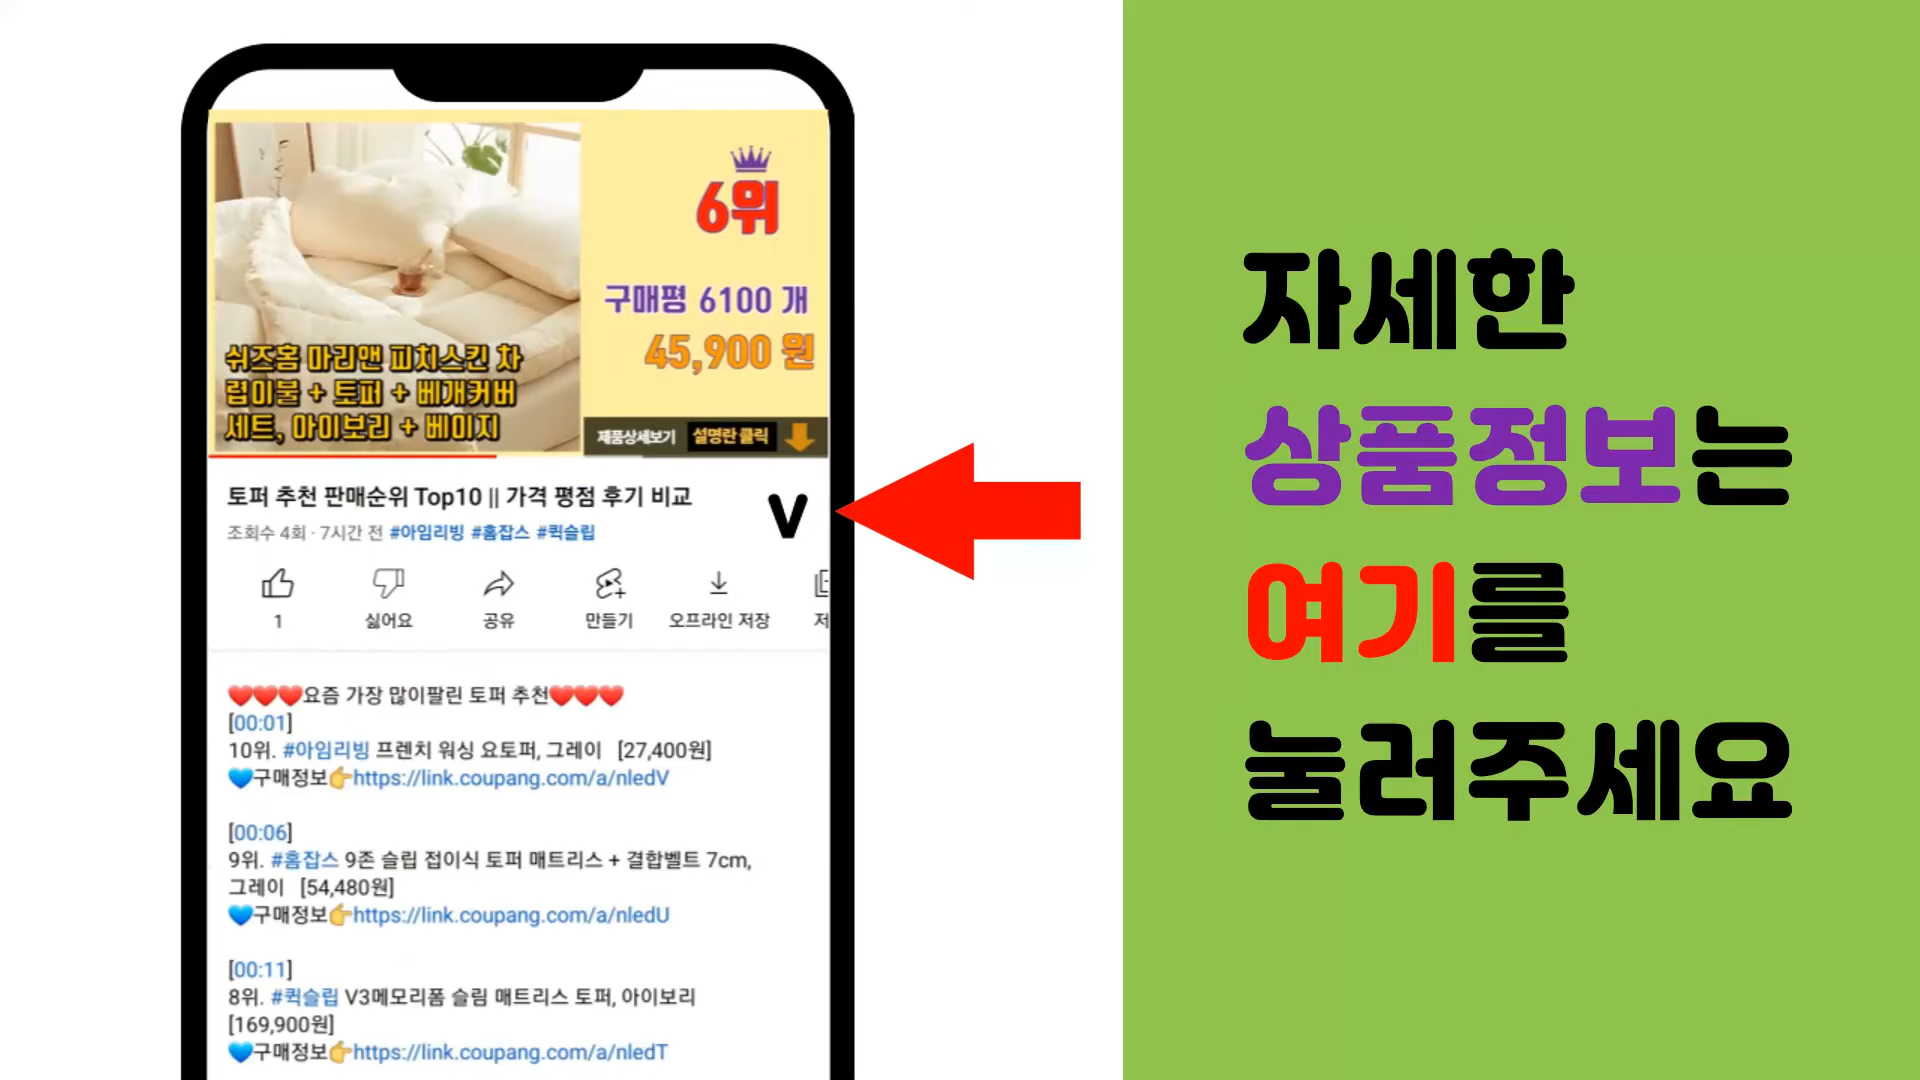 6위
구매평 6100 개
45,900 원
쉬즈홈 마리앤 피치스킨 차
렵이불 + 토퍼 + 베개커버
세트, 아이보리 + 베이지
제품상세보기 설명란 클릭
토퍼 추천 판매순위 Top10 || 가격 평점 후기 비교
V
조회수 4회 · 7시간 전 #아임리빙 #홈잡스 #퀵슬립
1 싫어요 공유 만들기 오프라인 저장 저
❤❤❤요즘 가장 많이팔린 토퍼 추천❤❤❤
[00:01]
10위. #아임리빙 프렌치 워싱 요토퍼, 그레이 [27,400원]
💙구매정보👉https://link.coupang.com/a/nledV
[00:06]
9위. #홈잡스 9존 슬립 접이식 토퍼 매트리스 + 결합벨트 7cm,
그레이 [54,480원]
💙구매정보👉https://link.coupang.com/a/nledU
[00:11]
8위. #퀵슬립 V3메모리폼 슬림 매트리스 토퍼, 아이보리
[169,900원]
💙구매정보👉https://link.coupang.com/a/nledT
자세한
상품정보는
여기를
눌러주세요